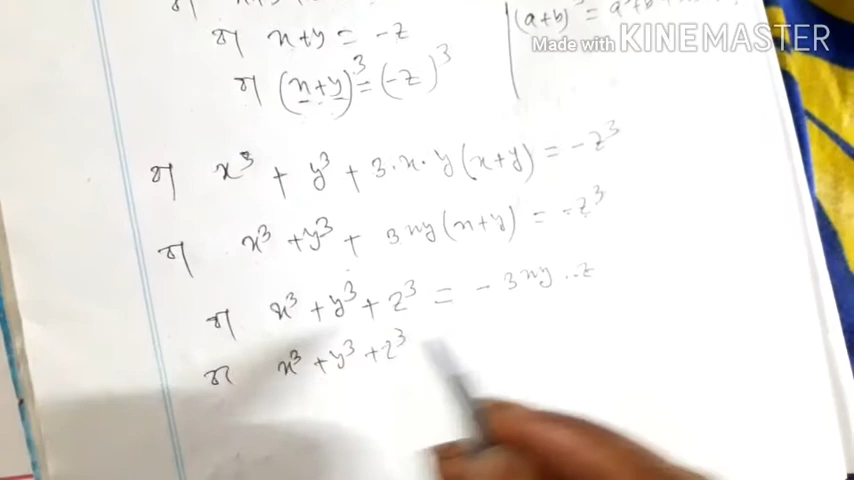 (a+b)³ = a³+b
Made with KINEMASTER
বা x+y = -z
বা (x+y)³ = (-z)³
বা x³ + y³ + 3.x.y(x+y) = -z³
বা x³ + y³ + 3xy(x+y) = -z³
বা x³ + y³ + z³ = - 3xy . -z
বা x³ + y³ + z³